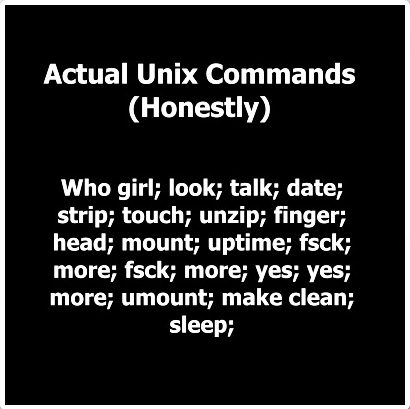 Actual Unix Commands
(Honestly)
Who girl; look; talk; date;
strip; touch; unzip; finger;
head; mount; uptime; fsck;
more; fsck; more; yes; yes;
more; umount; make clean;
sleep;